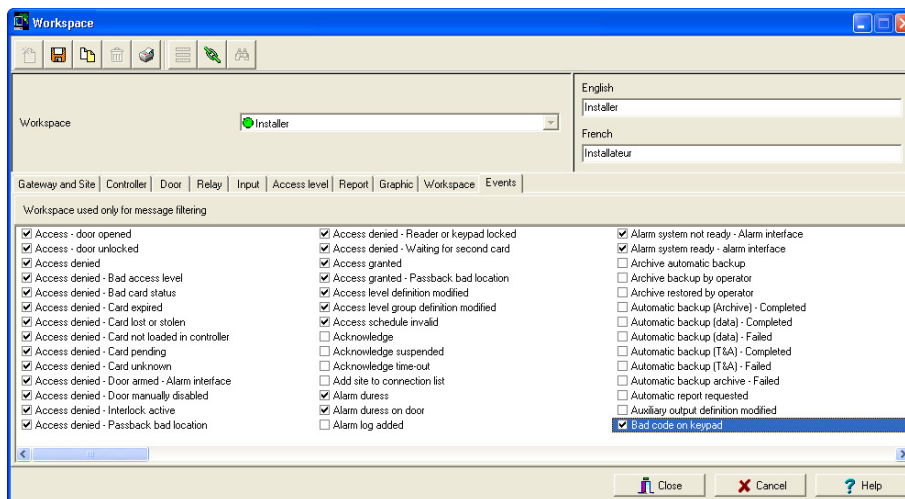 Workspace
English
Workspace
Installer
Installer
French
Installateur
Gateway and Site
Controller
Door
Relay
Input
Access level
Report
Graphic
Workspace
Events
Workspace used only for message filtering
Access - door opened
Access - door unlocked
Access denied
Access denied - Bad access level
Access denied - Bad card status
Access denied - Card expired
Access denied - Card lost or stolen
Access denied - Card not loaded in controller
Access denied - Card pending
Access denied - Card unknown
Access denied - Door armed - Alarm interface
Access denied - Door manually disabled
Access denied - Interlock active
Access denied - Passback bad location
Access denied - Reader or keypad locked
Access denied - Waiting for second card
Access granted
Access granted - Passback bad location
Access level definition modified
Access level group definition modified
Access schedule invalid
Acknowledge
Acknowledge suspended
Acknowledge time-out
Add site to connection list
Alarm duress
Alarm duress on door
Alarm log added
Alarm system not ready - Alarm interface
Alarm system ready - alarm interface
Archive automatic backup
Archive backup by operator
Archive restored by operator
Automatic backup (Archive) - Completed
Automatic backup (data) - Completed
Automatic backup (data) - Failed
Automatic backup (T&A) - Completed
Automatic backup (T&A) - Failed
Automatic backup archive - Failed
Automatic report requested
Auxiliary output definition modified
Bad code on keypad
Close
Cancel
Help